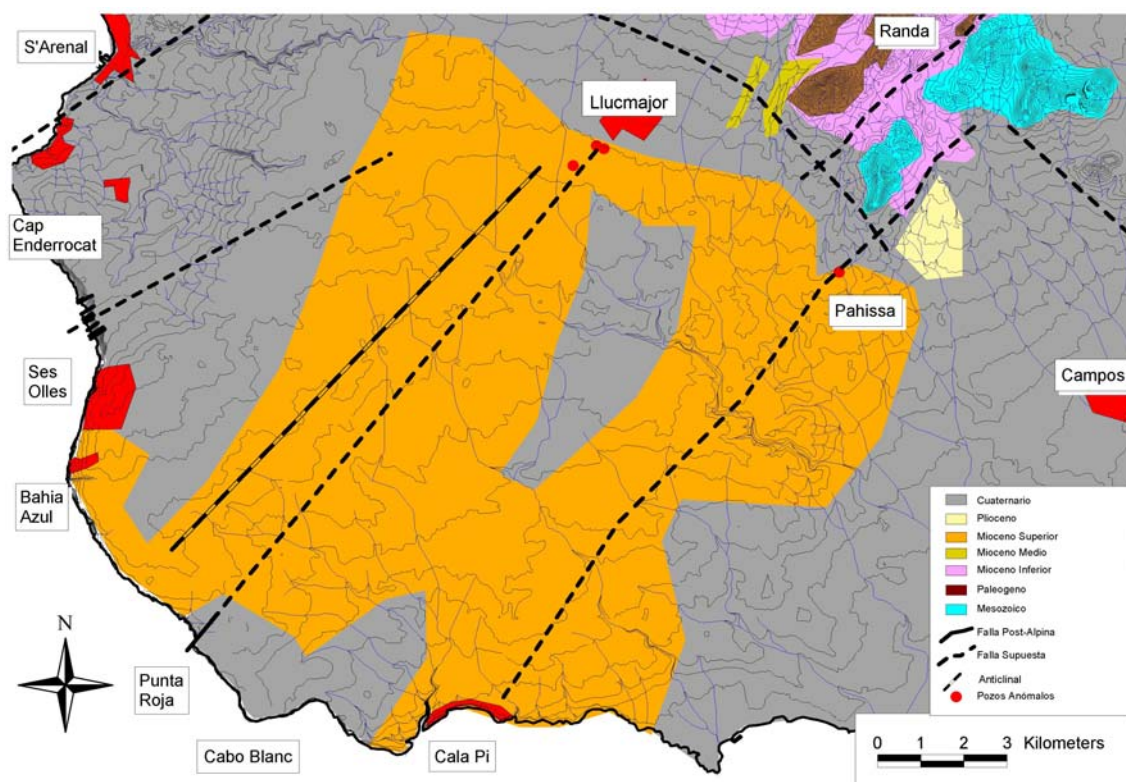 S'Arenal
Randa
Llucmajor
Cap
Enderrocat
Pahissa
Ses
Olles
Campos
Bahia
Azul
Cuaternario
Plioceno
Mioceno Superior
Mioceno Medio
Mioceno Inferior
Paleogeno
Mesozoico
Falla Post-Alpina
Falla Supuesta
Anticlinal
Pozos Anómalos
N
Punta
Roja
Cabo Blanc
Cala Pi
0 1 2 3 Kilometers